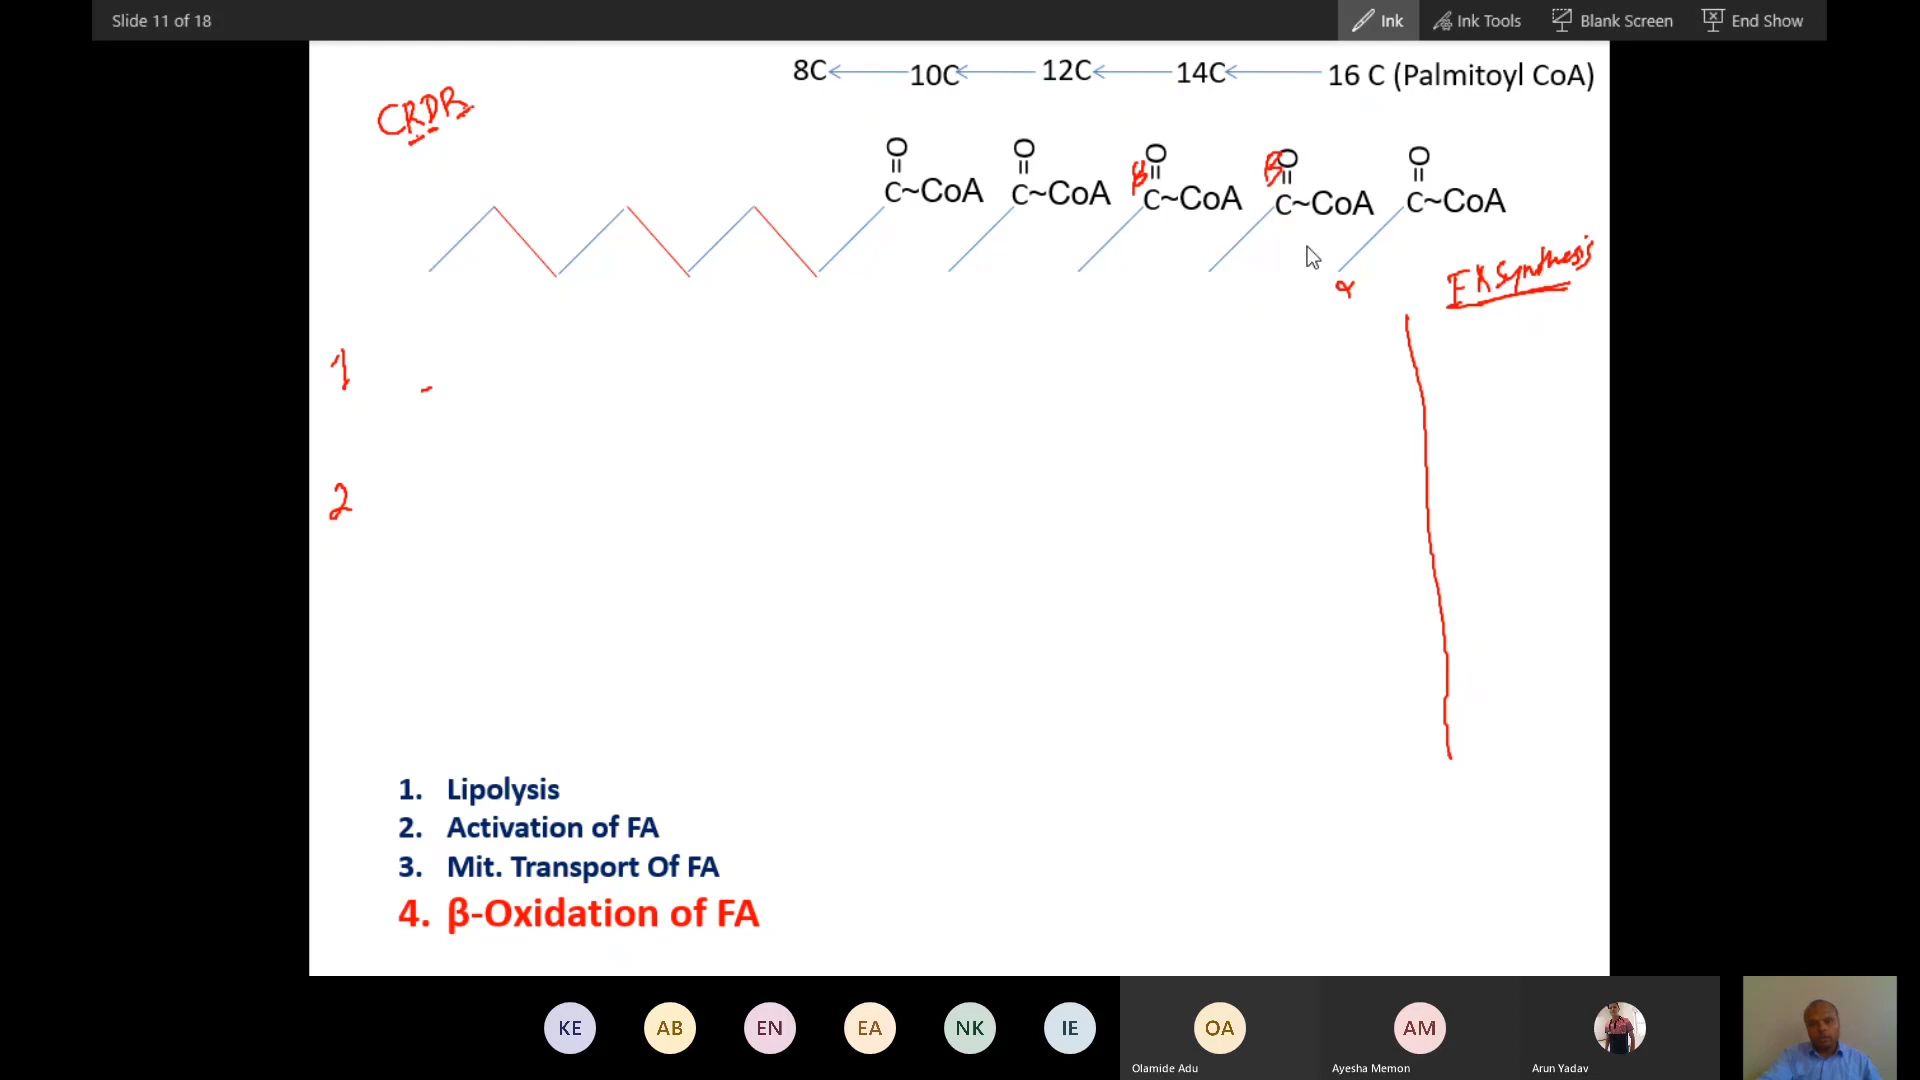 Slide 11 of 18
Ink
Ink Tools
Blank Screen
End Show
8C 10C 12C 14C 16 C (Palmitoyl CoA)
CRDR
O O O O O
β β
C~CoA C~CoA C~CoA C~CoA C~CoA
α
FA Synthesis
1
2
1. Lipolysis
2. Activation of FA
3. Mit. Transport Of FA
4. β-Oxidation of FA
KE AB EN EA NK IE OA AM
Olamide Adu
Ayesha Memon
Arun Yadav